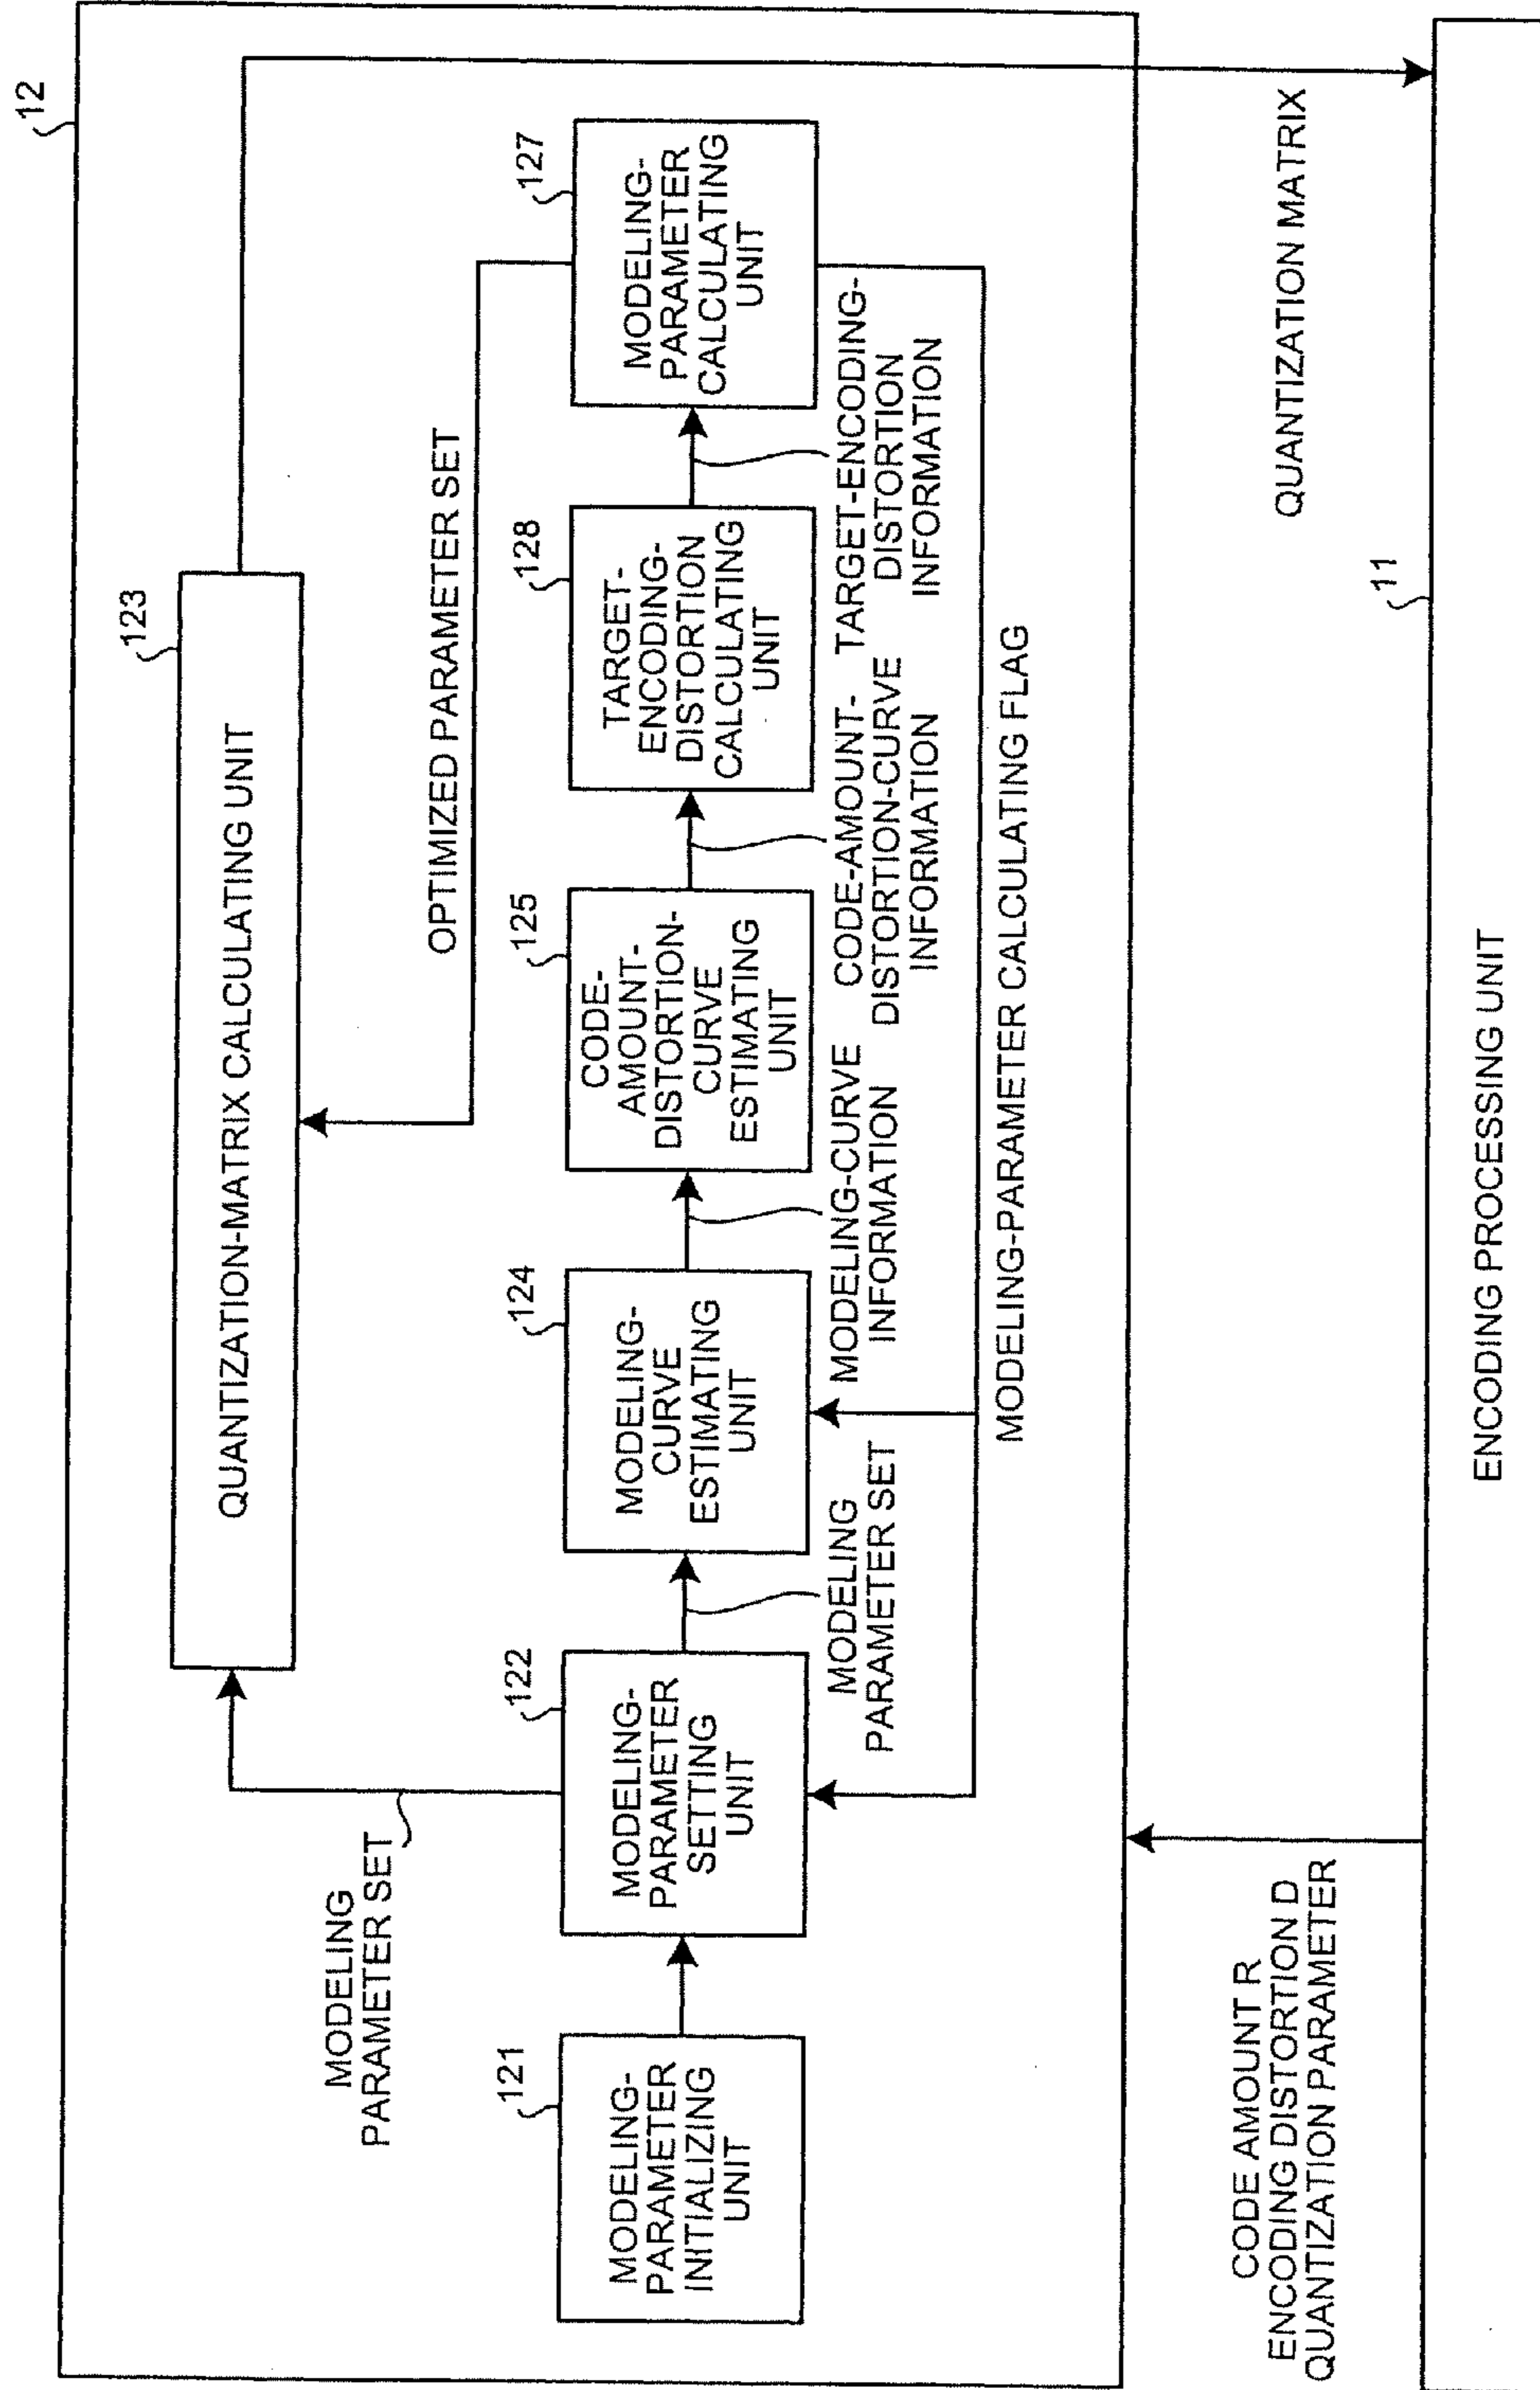 12
123
QUANTIZATION-MATRIX CALCULATING UNIT
MODELING
PARAMETER SET
OPTIMIZED PARAMETER SET
121
MODELING-
PARAMETER
INITIALIZING
UNIT
122
MODELING-
PARAMETER
SETTING
UNIT
124
MODELING-
CURVE
ESTIMATING
UNIT
125
CODE-
AMOUNT-
DISTORTION-
CURVE
ESTIMATING
UNIT
128
TARGET-
ENCODING-
DISTORTION
CALCULATING
UNIT
127
MODELING-
PARAMETER
CALCULATING
UNIT
MODELING
PARAMETER SET
MODELING-CURVE
INFORMATION
CODE-AMOUNT-
DISTORTION-CURVE
INFORMATION
TARGET-ENCODING-
DISTORTION
INFORMATION
MODELING-PARAMETER CALCULATING FLAG
CODE AMOUNT R
ENCODING DISTORTION D
QUANTIZATION PARAMETER
QUANTIZATION MATRIX
11
ENCODING PROCESSING UNIT